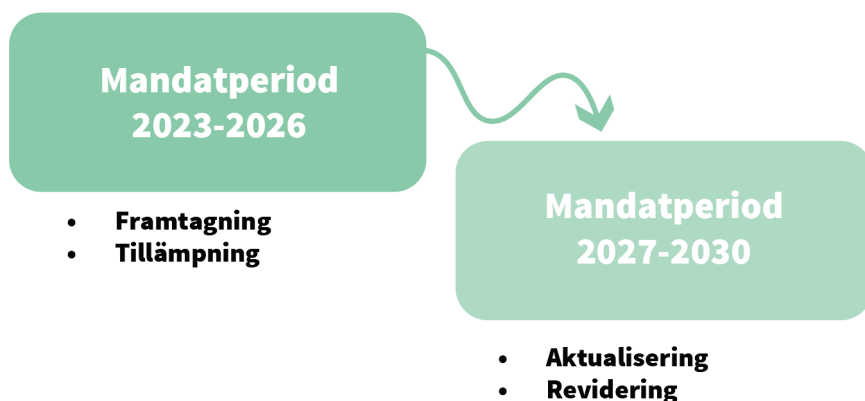 Mandatperiod
2023-2026
• Framtagning
• Tillämpning
Mandatperiod
2027-2030
• Aktualisering
• Revidering